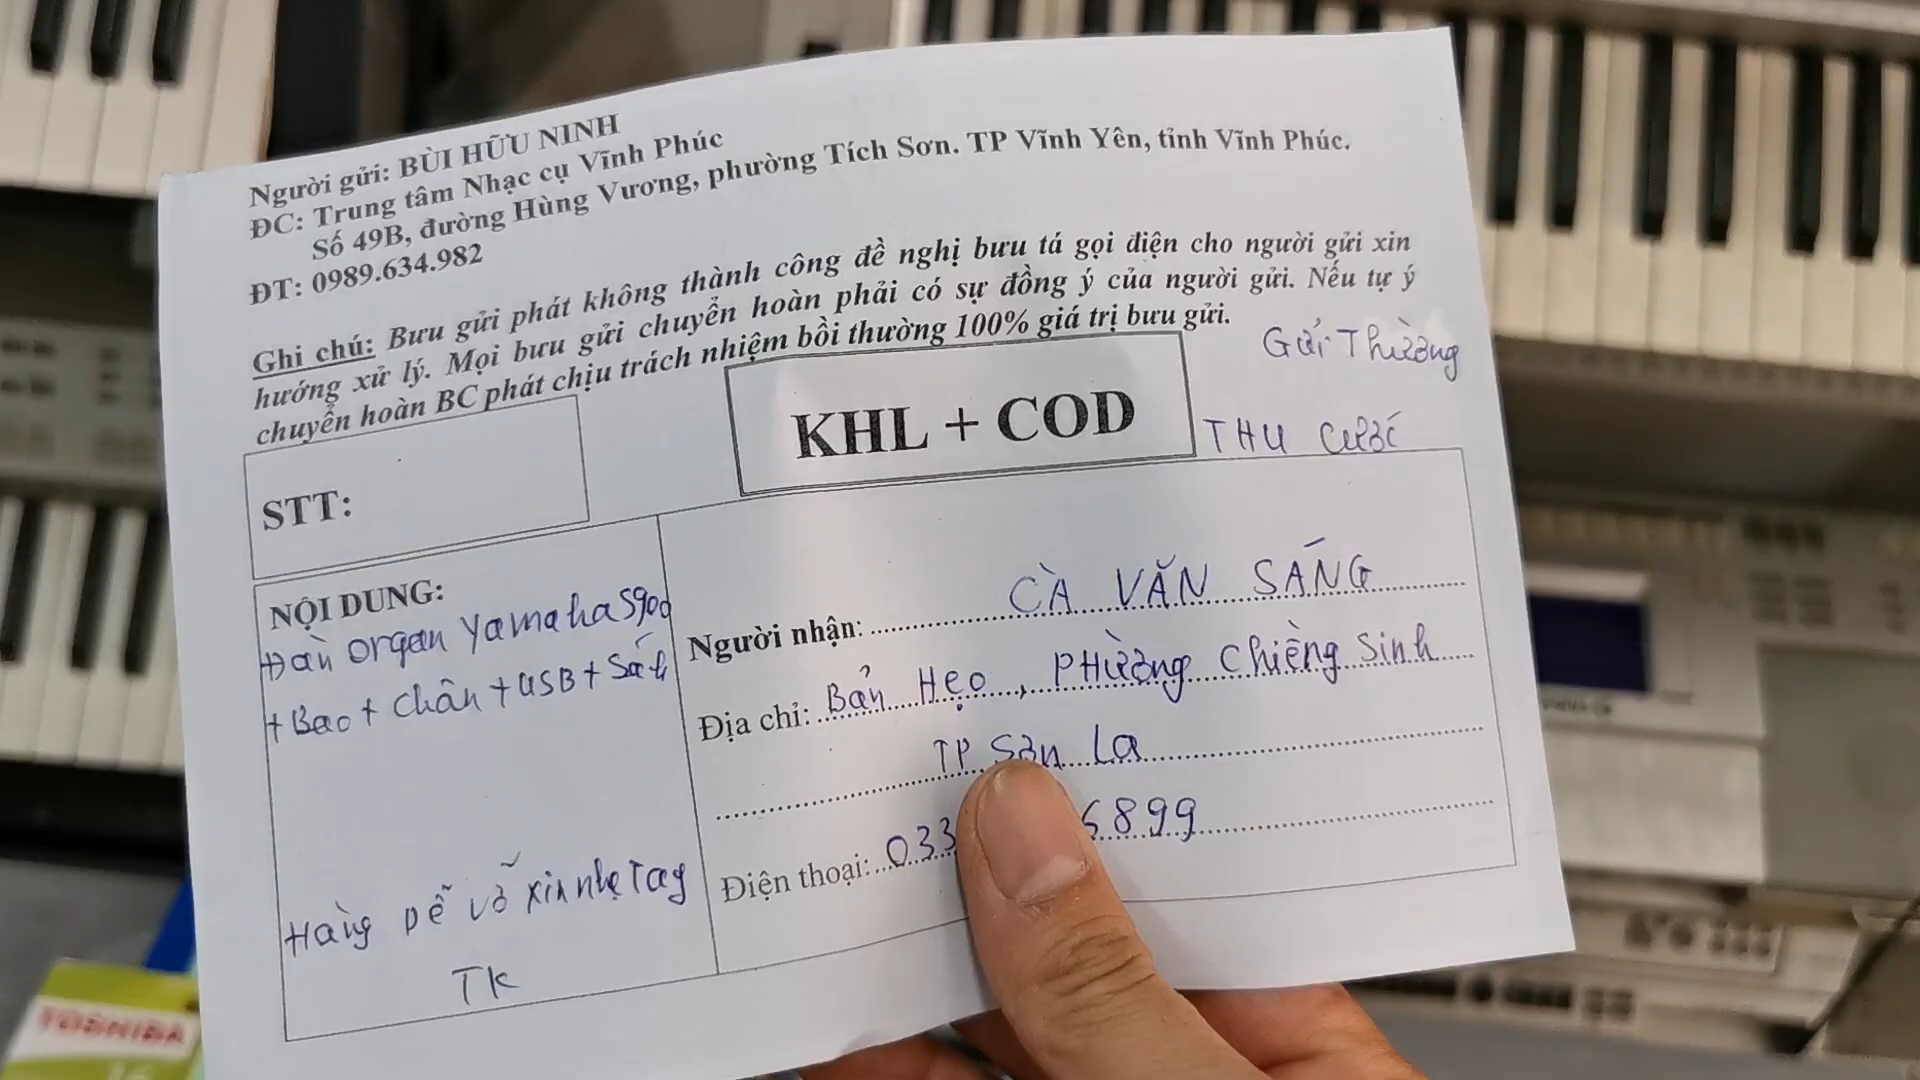 Người gửi: BÙI HỮU NINH
ĐC: Trung tâm Nhạc cụ Vĩnh Phúc
Số 49B, đường Hùng Vương, phường Tích Sơn. TP Vĩnh Yên, tỉnh Vĩnh Phúc.
ĐT: 0989.634.982
Ghi chú: Bưu gửi phát không thành công đề nghị bưu tá gọi điện cho người gửi xin
hướng xử lý. Mọi bưu gửi chuyển hoàn phải có sự đồng ý của người gửi. Nếu tự ý
chuyển hoàn BC phát chịu trách nhiệm bồi thường 100% giá trị bưu gửi.
Gửi Thường
KHL + COD
THU CƯỚC
STT:
NỘI DUNG:
Đàn organ Yamaha S900
+ Bao + Chân + USB + Sách
Hàng dễ vỡ xin nhẹ Tay
TK
Người nhận: CÀ VĂN SÁNG
Địa chỉ: Bản Hẹo, PHường Chiềng Sinh
TP Sơn La
Điện thoại: 033 6899
TOSHIBA
16